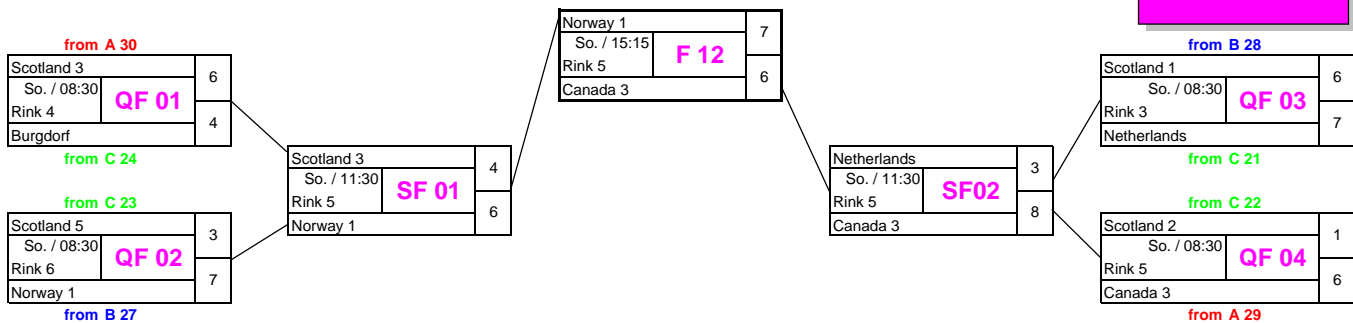 from A 30
Scotland 3
6
So. / 08:30
QF 01
Rink 4
4
Burgdorf
from C 24
from C 23
Scotland 5
3
So. / 08:30
QF 02
Rink 6
7
Norway 1
from B 27
Scotland 3
4
So. / 11:30
SF 01
Rink 5
6
Norway 1
Norway 1
7
So. / 15:15
F 12
Rink 5
6
Canada 3
Netherlands
3
So. / 11:30
SF02
Rink 5
8
Canada 3
from B 28
Scotland 1
6
So. / 08:30
QF 03
Rink 3
7
Netherlands
from C 21
from C 22
Scotland 2
1
So. / 08:30
QF 04
Rink 5
6
Canada 3
from A 29